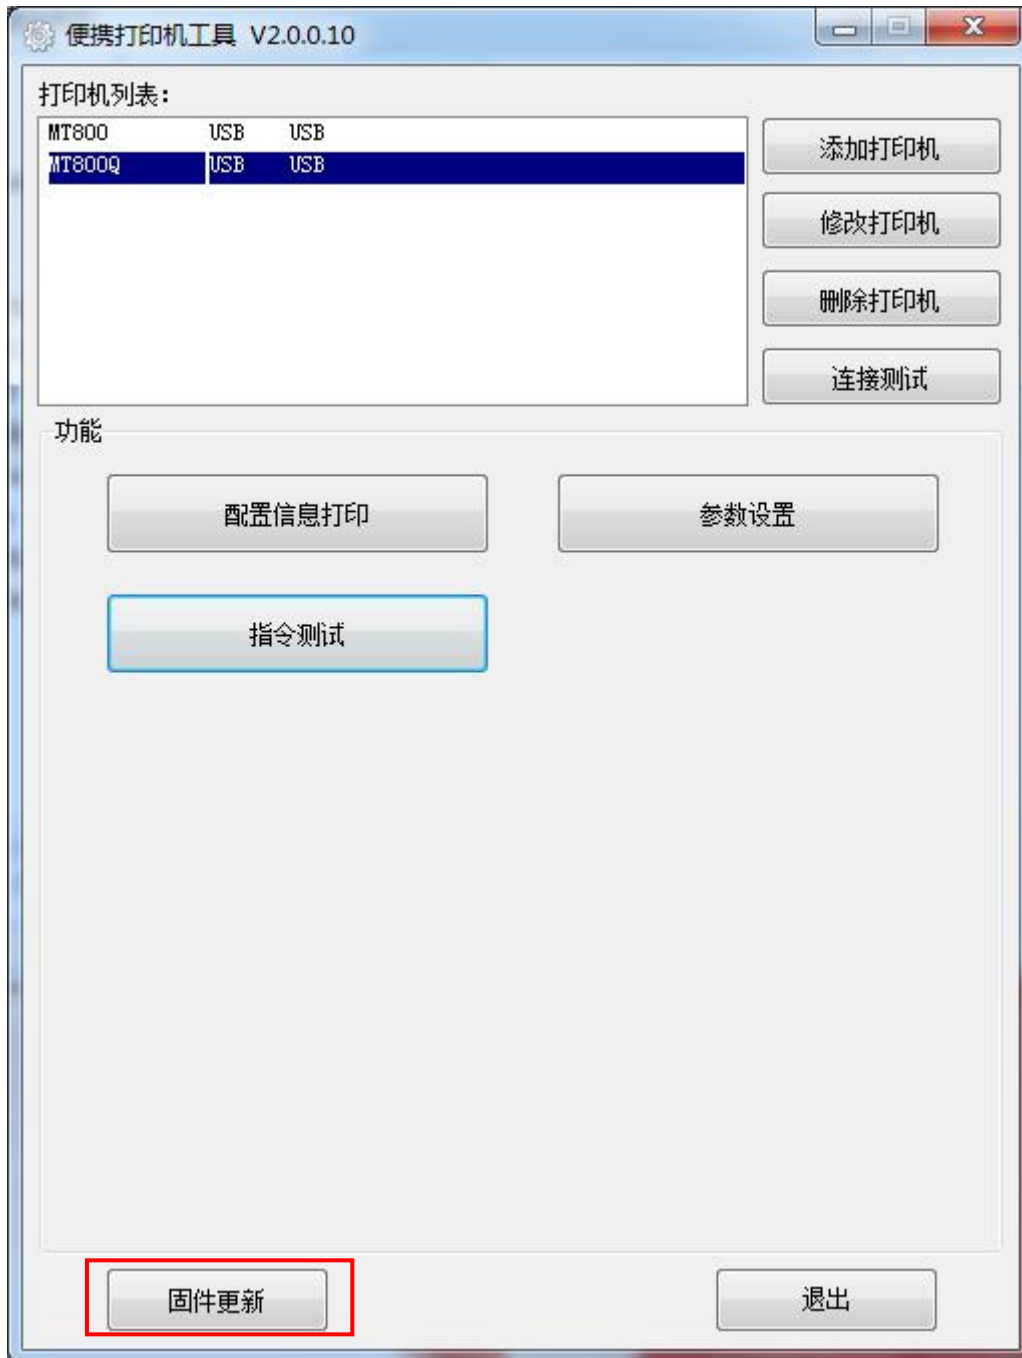 便携打印机工具 V2.0.0.10
打印机列表：
MT800 USB USB
MT800Q USB USB
添加打印机
修改打印机
删除打印机
连接测试
功能
配置信息打印
参数设置
指令测试
固件更新
退出